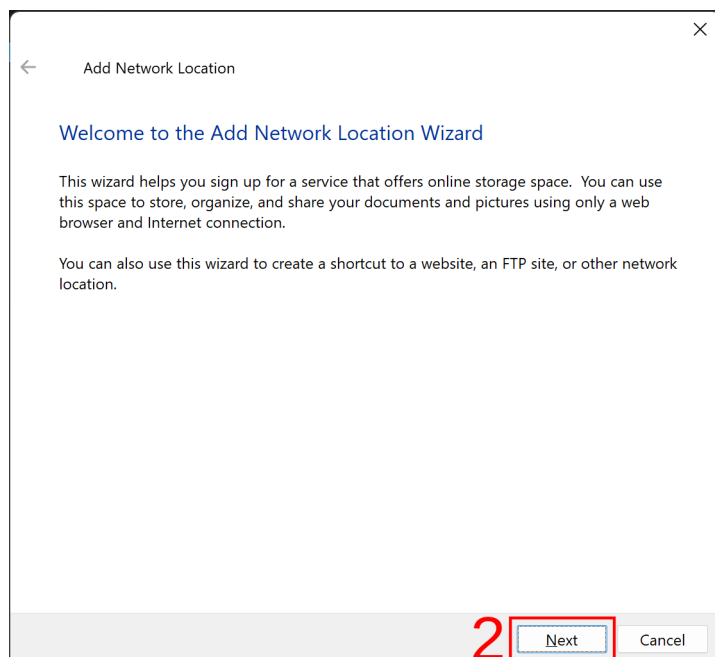 Add Network Location
Welcome to the Add Network Location Wizard
This wizard helps you sign up for a service that offers online storage space.  You can use
this space to store, organize, and share your documents and pictures using only a web
browser and Internet connection.
You can also use this wizard to create a shortcut to a website, an FTP site, or other network
location.
2 Next Cancel